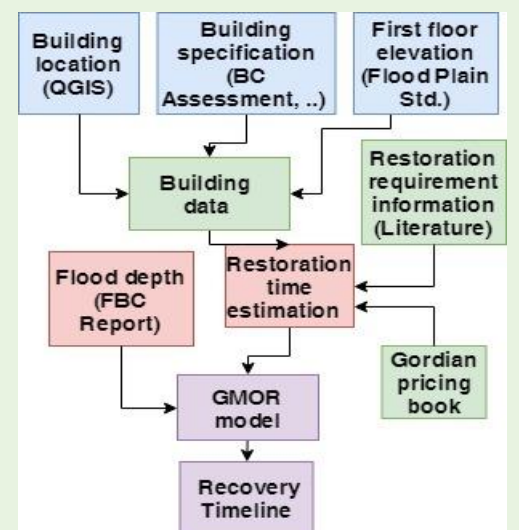 Building
location
(QGIS)
Building
specification
(BC
Assessment, ..)
First floor
elevation
(Flood Plain
Std.)
Building
data
Restoration
requirement
information
(Literature)
Flood depth
(FBC
Report)
Restoration
time
estimation
Gordian
pricing
book
GMOR
model
Recovery
Timeline